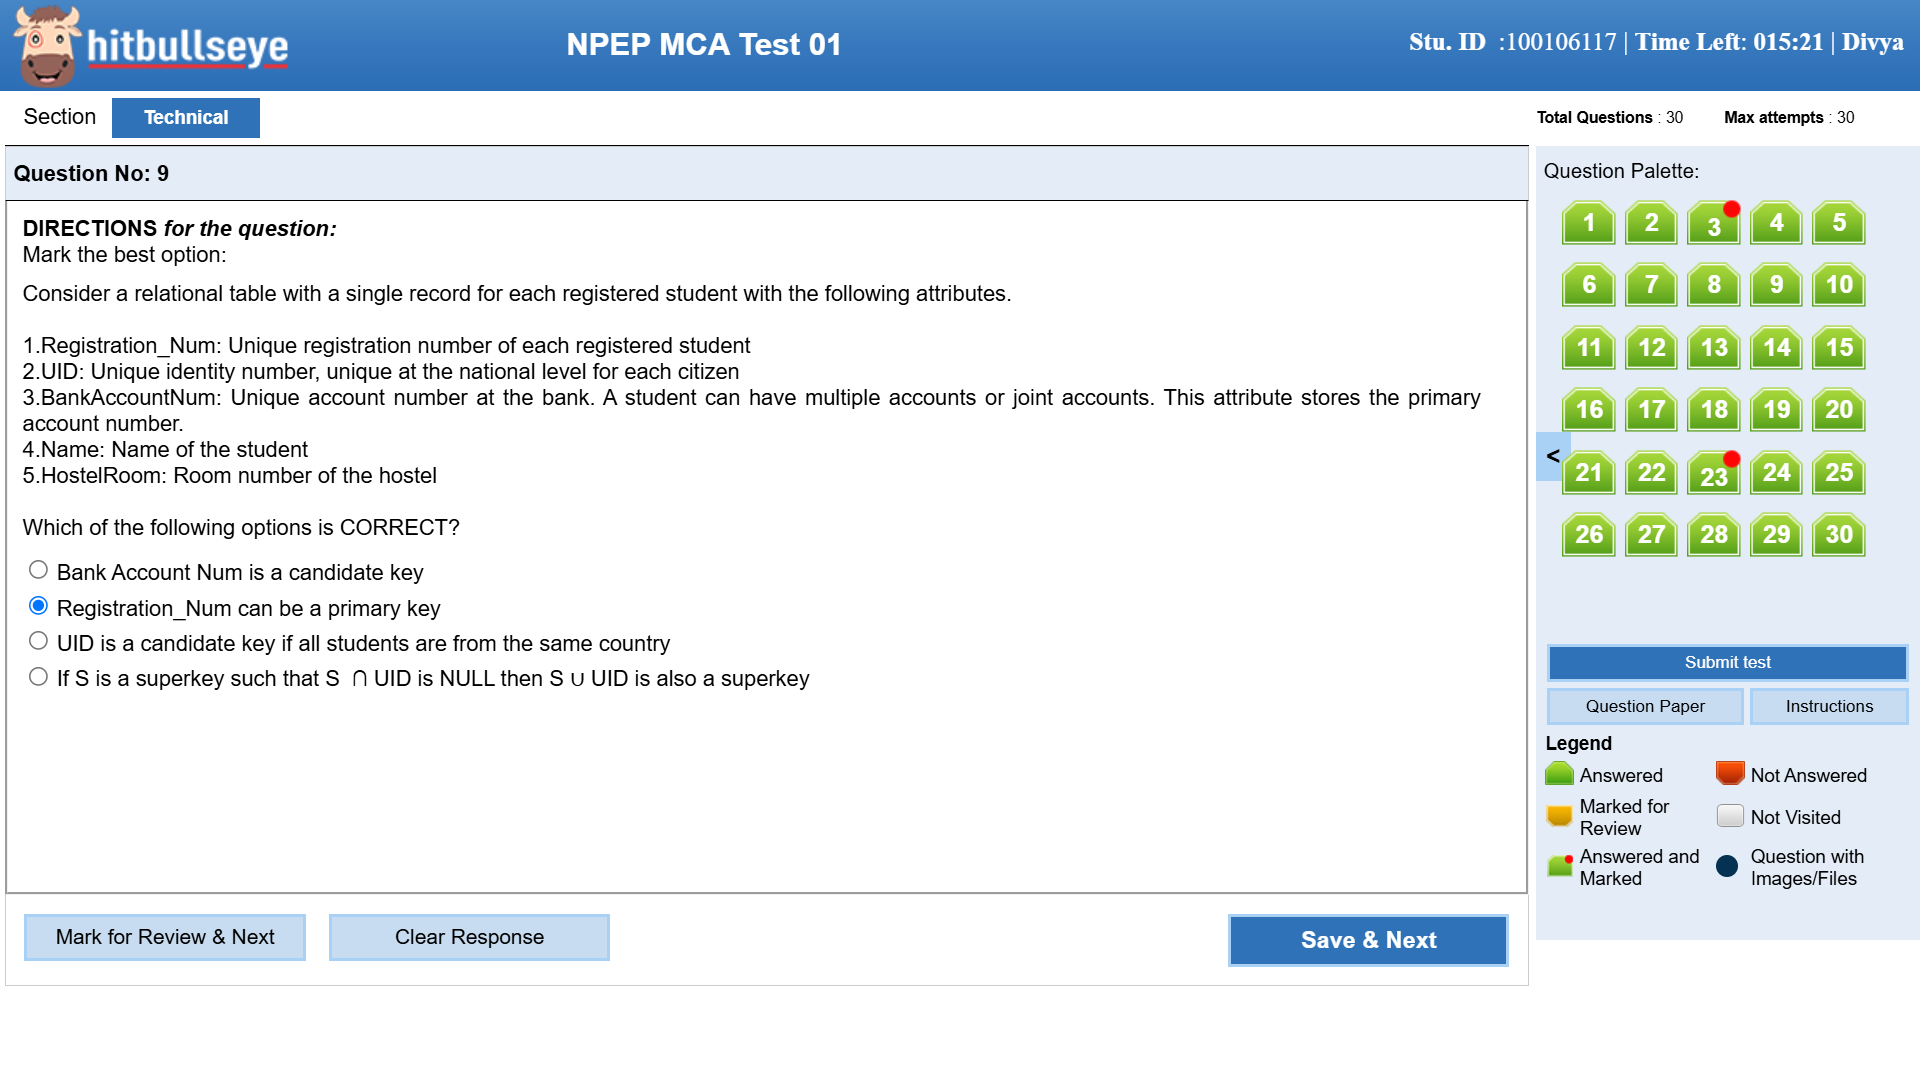 hitbullseye
NPEP MCA Test 01
Stu. ID :100106117 | Time Left: 015:21 | Divya
Section
Technical
Total Questions : 30
Max attempts : 30
Question No: 9
DIRECTIONS for the question:
Mark the best option:
Consider a relational table with a single record for each registered student with the following attributes.
1.Registration_Num: Unique registration number of each registered student
2.UID: Unique identity number, unique at the national level for each citizen
3.BankAccountNum: Unique account number at the bank. A student can have multiple accounts or joint accounts. This attribute stores the primary
account number.
4.Name: Name of the student
5.HostelRoom: Room number of the hostel
Which of the following options is CORRECT?
Bank Account Num is a candidate key
Registration_Num can be a primary key
UID is a candidate key if all students are from the same country
If S is a superkey such that S ∩ UID is NULL then S ∪ UID is also a superkey
Mark for Review & Next
Clear Response
Save & Next
Question Palette:
1 2 3 4 5
6 7 8 9 10
11 12 13 14 15
16 17 18 19 20
<
21 22 23 24 25
26 27 28 29 30
Submit test
Question Paper
Instructions
Legend
Answered
Not Answered
Marked for
Review
Not Visited
Answered and
Marked
Question with
Images/Files